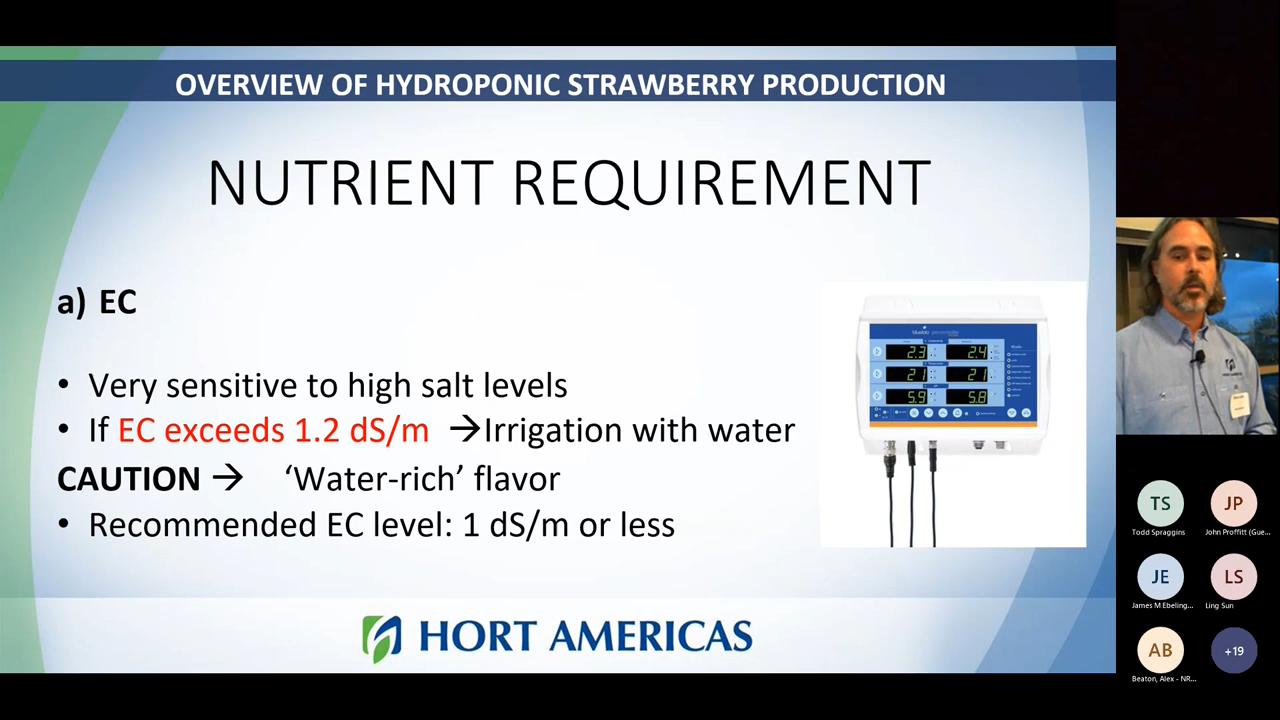 OVERVIEW OF HYDROPONIC STRAWBERRY PRODUCTION
NUTRIENT REQUIREMENT
a) EC
• Very sensitive to high salt levels
• If EC exceeds 1.2 dS/m →Irrigation with water
CAUTION → ‘Water-rich’ flavor
• Recommended EC level: 1 dS/m or less
bluelab
2.3 2.4
21 21
5.9 5.8
HORT AMERICAS
TS JP
Todd Spraggins John Proffitt (Gue...
JE LS
James M Ebeling... Ling Sun
AB +19
Beaton, Alex - NR...